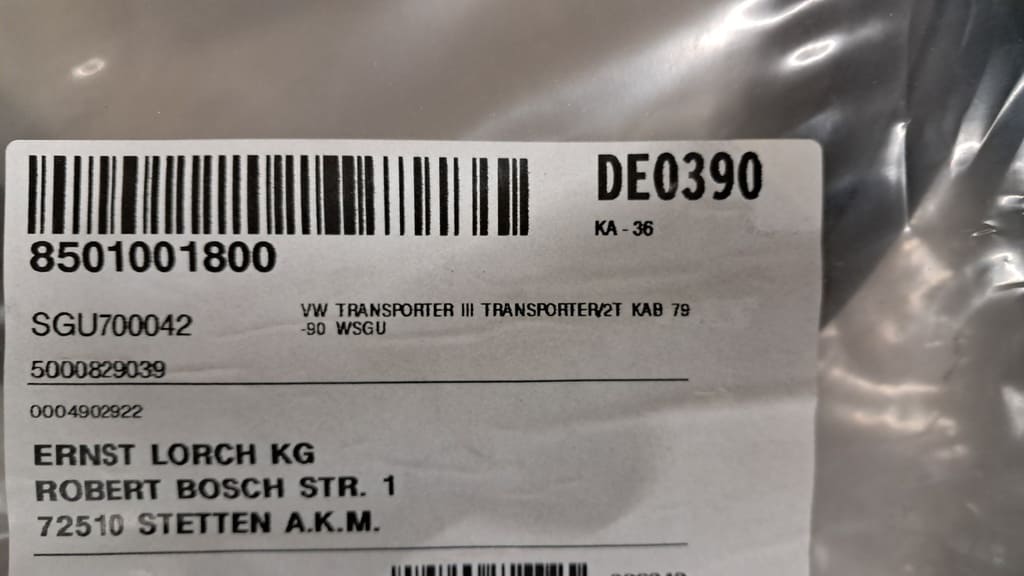 DE0390
KA - 36
8501001800
SGU700042
VW TRANSPORTER III TRANSPORTER/2T KAB 79
-90 WSGU
5000829039
0004902922
ERNST LORCH KG
ROBERT BOSCH STR. 1
72510 STETTEN A.K.M.